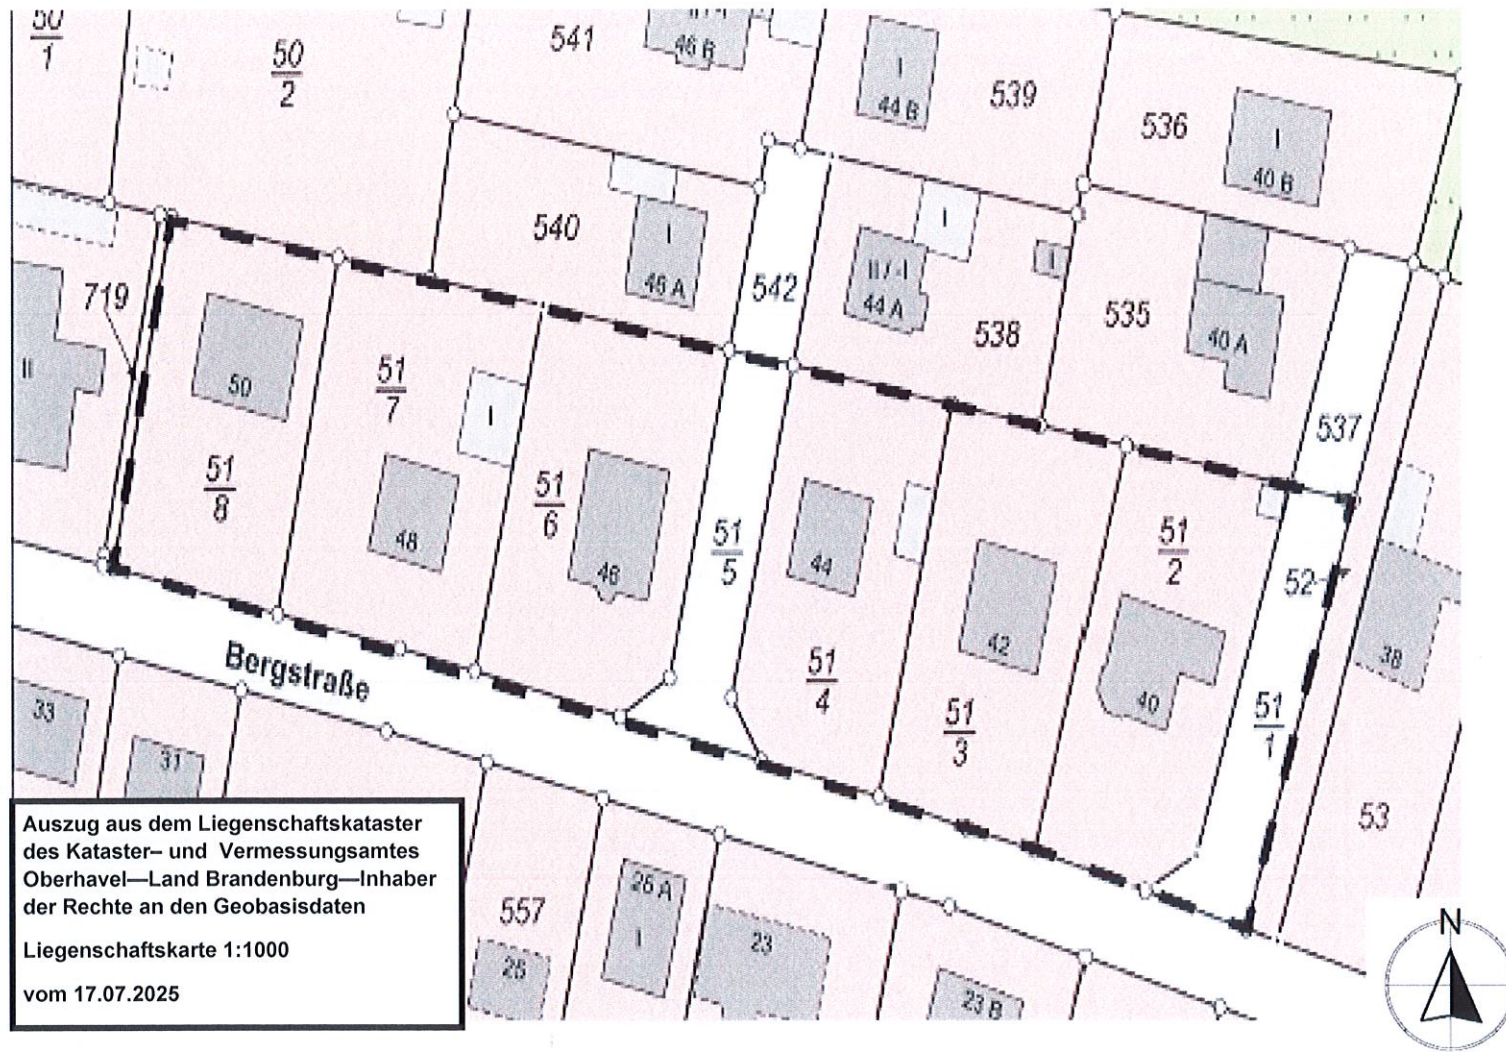 50
1
50
2
541
46 B
I
44 B
539
536
I
40 B
540
I
46 A
542
I
II / -I
44 A
I
538
535
40 A
537
719
II
50
51
7
I
51
8
48
51
6
46
51
5
44
51
4
42
51
3
51
2
40
52
51
1
38
53
Bergstraße
33
31
557
26 A
I
23
23 B
Auszug aus dem Liegenschaftskataster
des Kataster– und Vermessungsamtes
Oberhavel—Land Brandenburg—Inhaber
der Rechte an den Geobasisdaten
Liegenschaftskarte 1:1000
vom 17.07.2025
N